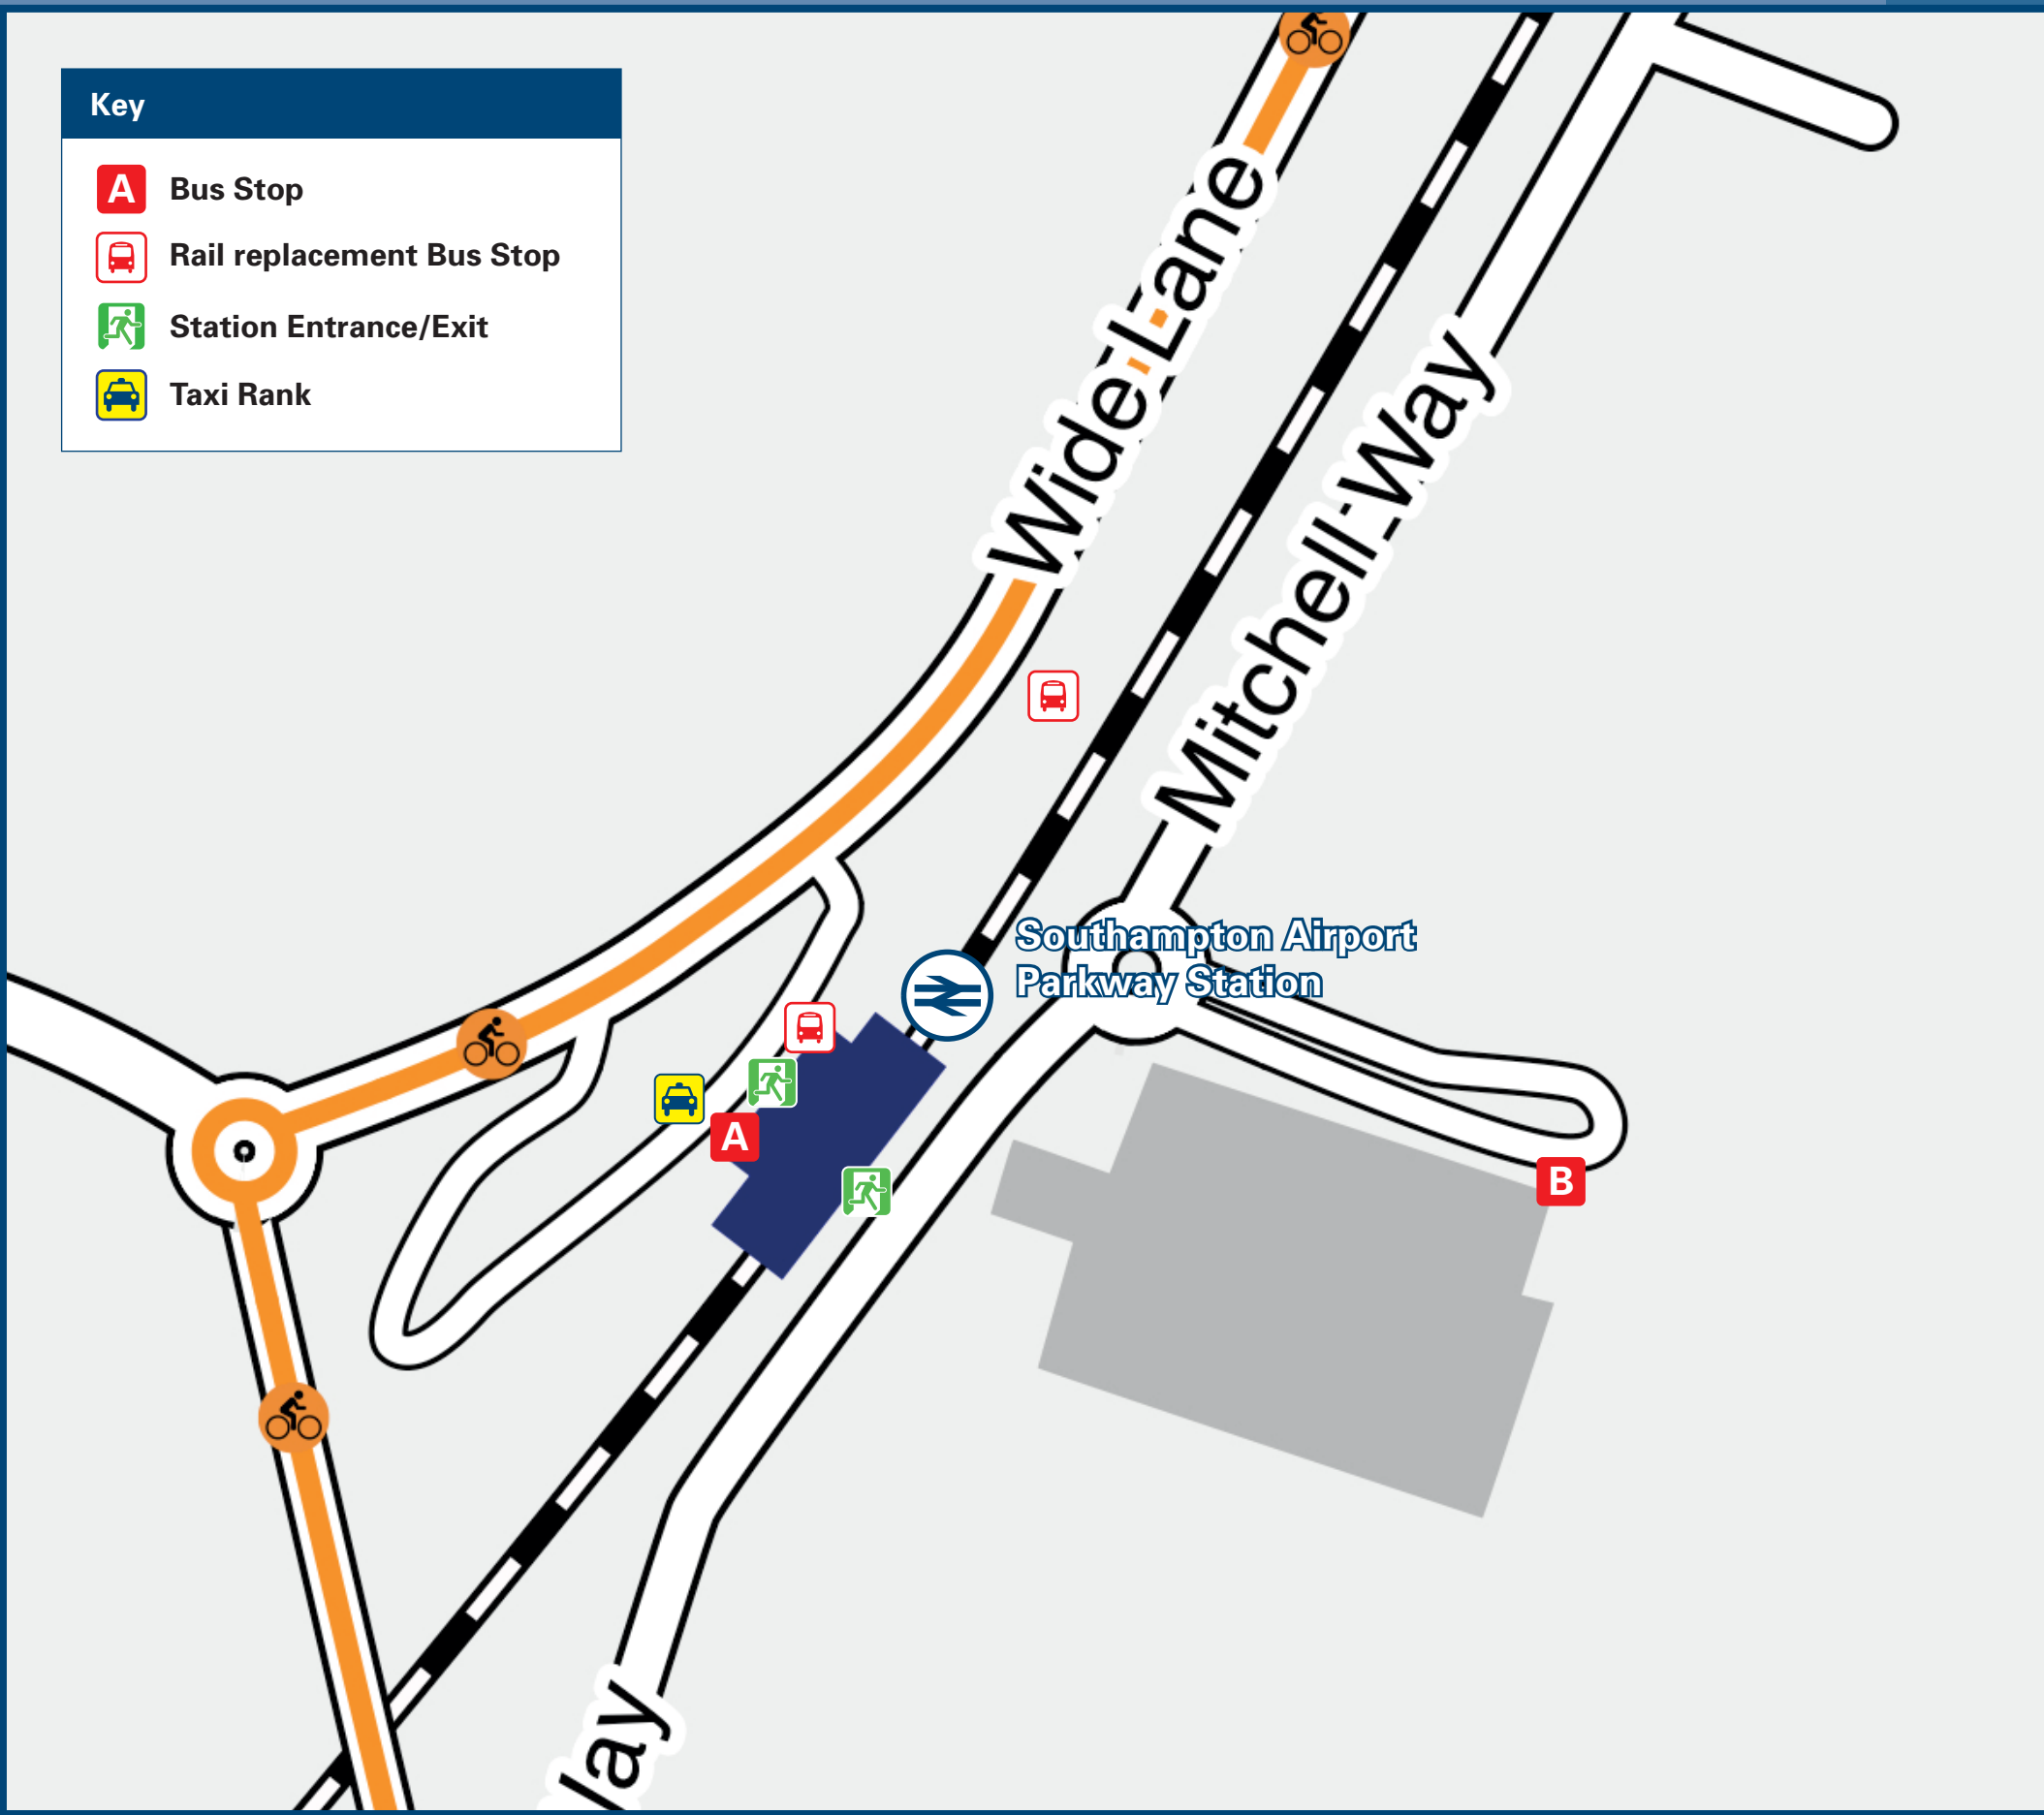 Key
A Bus Stop
Rail replacement Bus Stop
Station Entrance/Exit
Taxi Rank
Wide Lane
Mitchell Way
Southampton Airport
Parkway Station
A
B